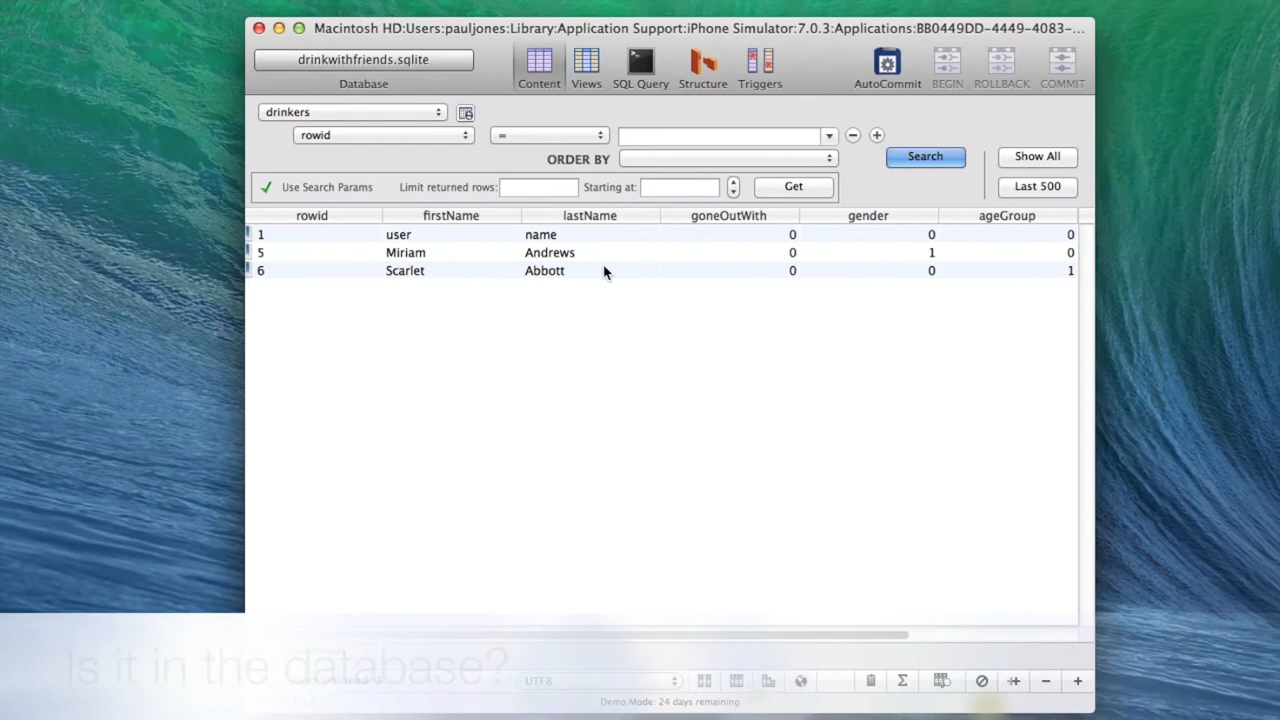 Macintosh HD:Users:pauljones:Library:Application Support:iPhone Simulator:7.0.3:Applications:BB0449DD-4449-4083-...
drinkwithfriends.sqlite
Database
Content Views SQL Query Structure Triggers AutoCommit BEGIN ROLLBACK COMMIT
drinkers
rowid =
ORDER BY Search Show All
Use Search Params Limit returned rows: Starting at: Get Last 500
rowid firstName lastName goneOutWith gender ageGroup
1 user name 0 0 0
5 Miriam Andrews 0 1 0
6 Scarlet Abbott 0 0 1
Is it in the database?
UTF8
Demo Mode: 24 days remaining